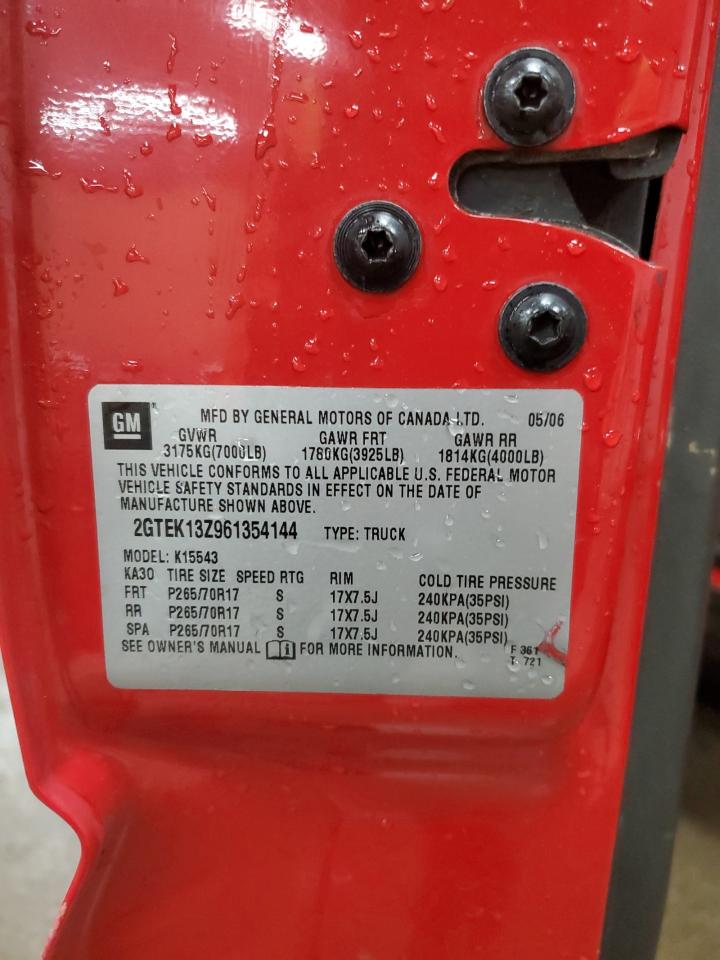 GM
MFD BY GENERAL MOTORS OF CANADA LTD. 05/06
GVWR GAWR FRT GAWR RR
3175KG(7000LB) 1780KG(3925LB) 1814KG(4000LB)
THIS VEHICLE CONFORMS TO ALL APPLICABLE U.S. FEDERAL MOTOR
VEHICLE SAFETY STANDARDS IN EFFECT ON THE DATE OF
MANUFACTURE SHOWN ABOVE.
2GTEK13Z961354144 TYPE: TRUCK
MODEL: K15543
KA30 TIRE SIZE SPEED RTG RIM COLD TIRE PRESSURE
FRT P265/70R17 S 17X7.5J 240KPA(35PSI)
RR P265/70R17 S 17X7.5J 240KPA(35PSI)
SPA P265/70R17 S 17X7.5J 240KPA(35PSI)
SEE OWNER'S MANUAL FOR MORE INFORMATION.
F 361
T 721